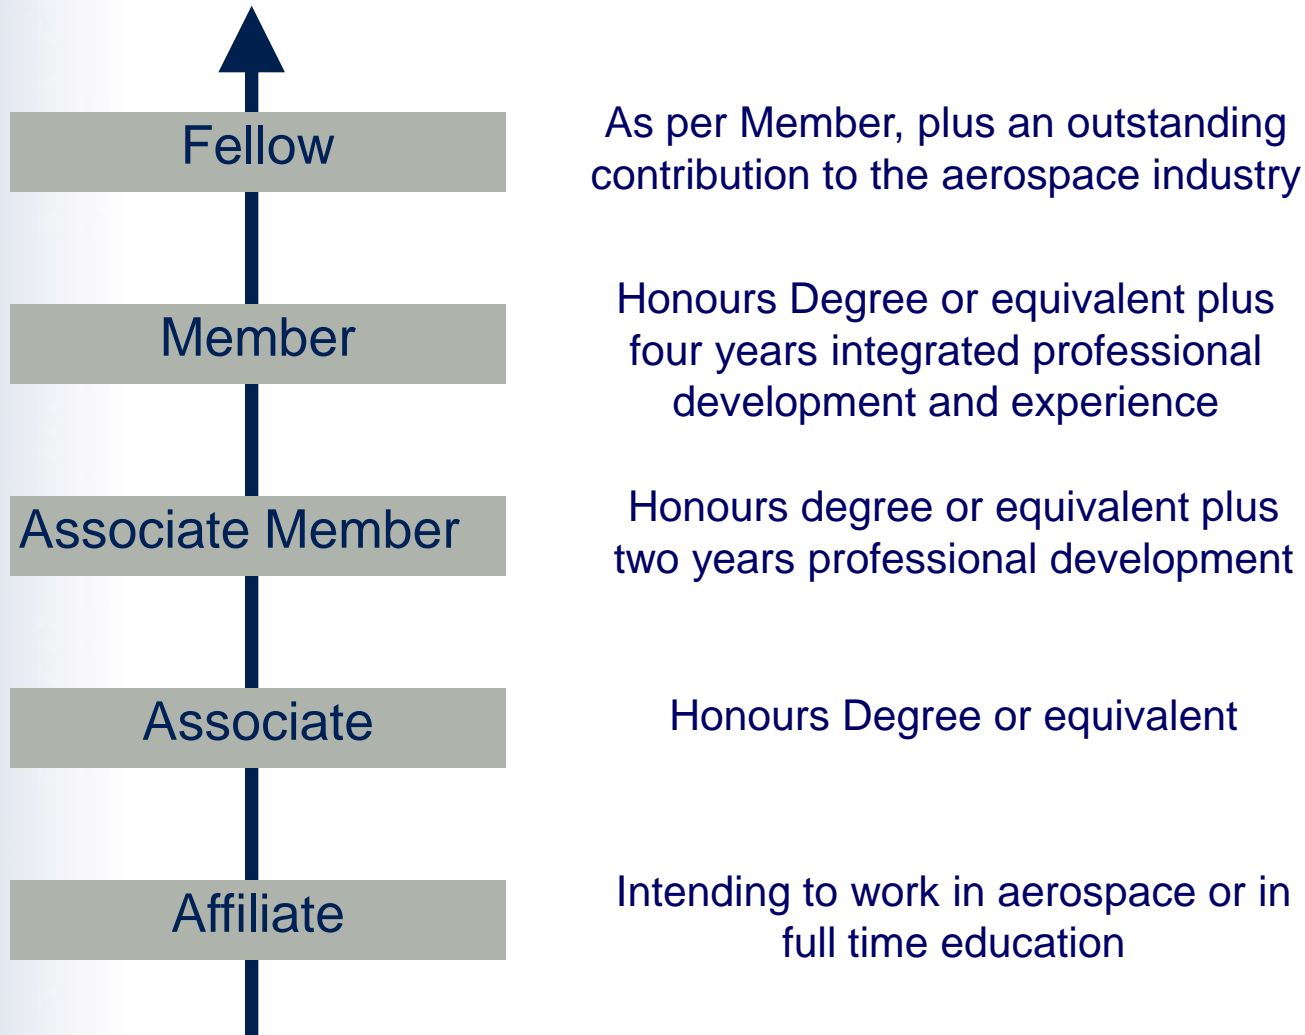 Fellow
As per Member, plus an outstanding
contribution to the aerospace industry
Member
Honours Degree or equivalent plus
four years integrated professional
development and experience
Associate Member
Honours degree or equivalent plus
two years professional development
Associate
Honours Degree or equivalent
Affiliate
Intending to work in aerospace or in
full time education